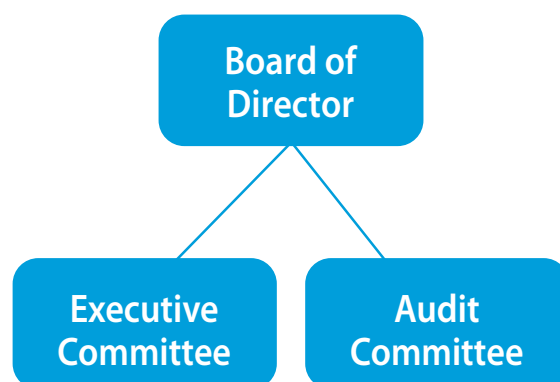 Board of
Director
Executive
Committee
Audit
Committee